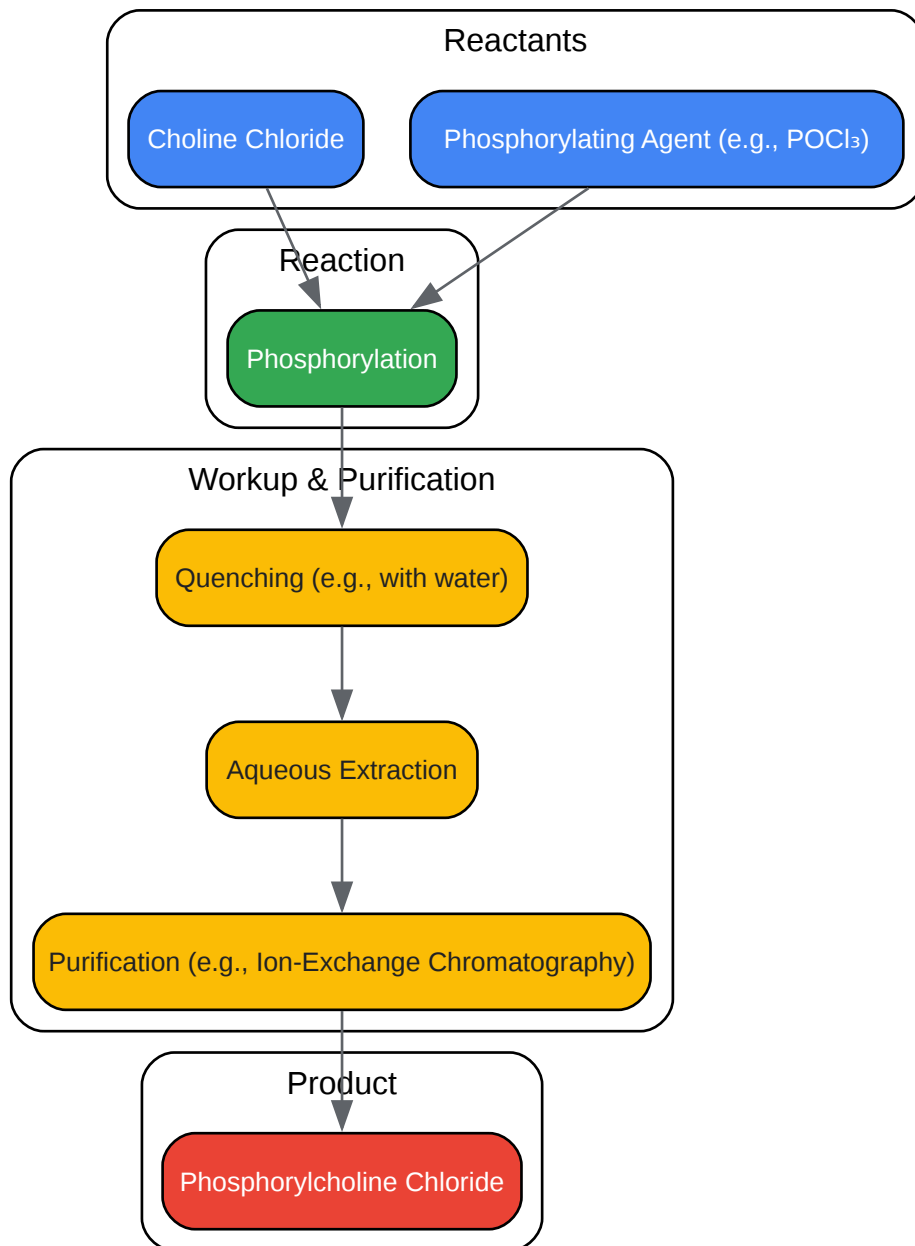 Reactants
Choline Chloride
Phosphorylating Agent (e.g., POCl₃)
Reaction
Phosphorylation
Workup & Purification
Quenching (e.g., with water)
Aqueous Extraction
Purification (e.g., Ion-Exchange Chromatography)
Product
Phosphorylcholine Chloride